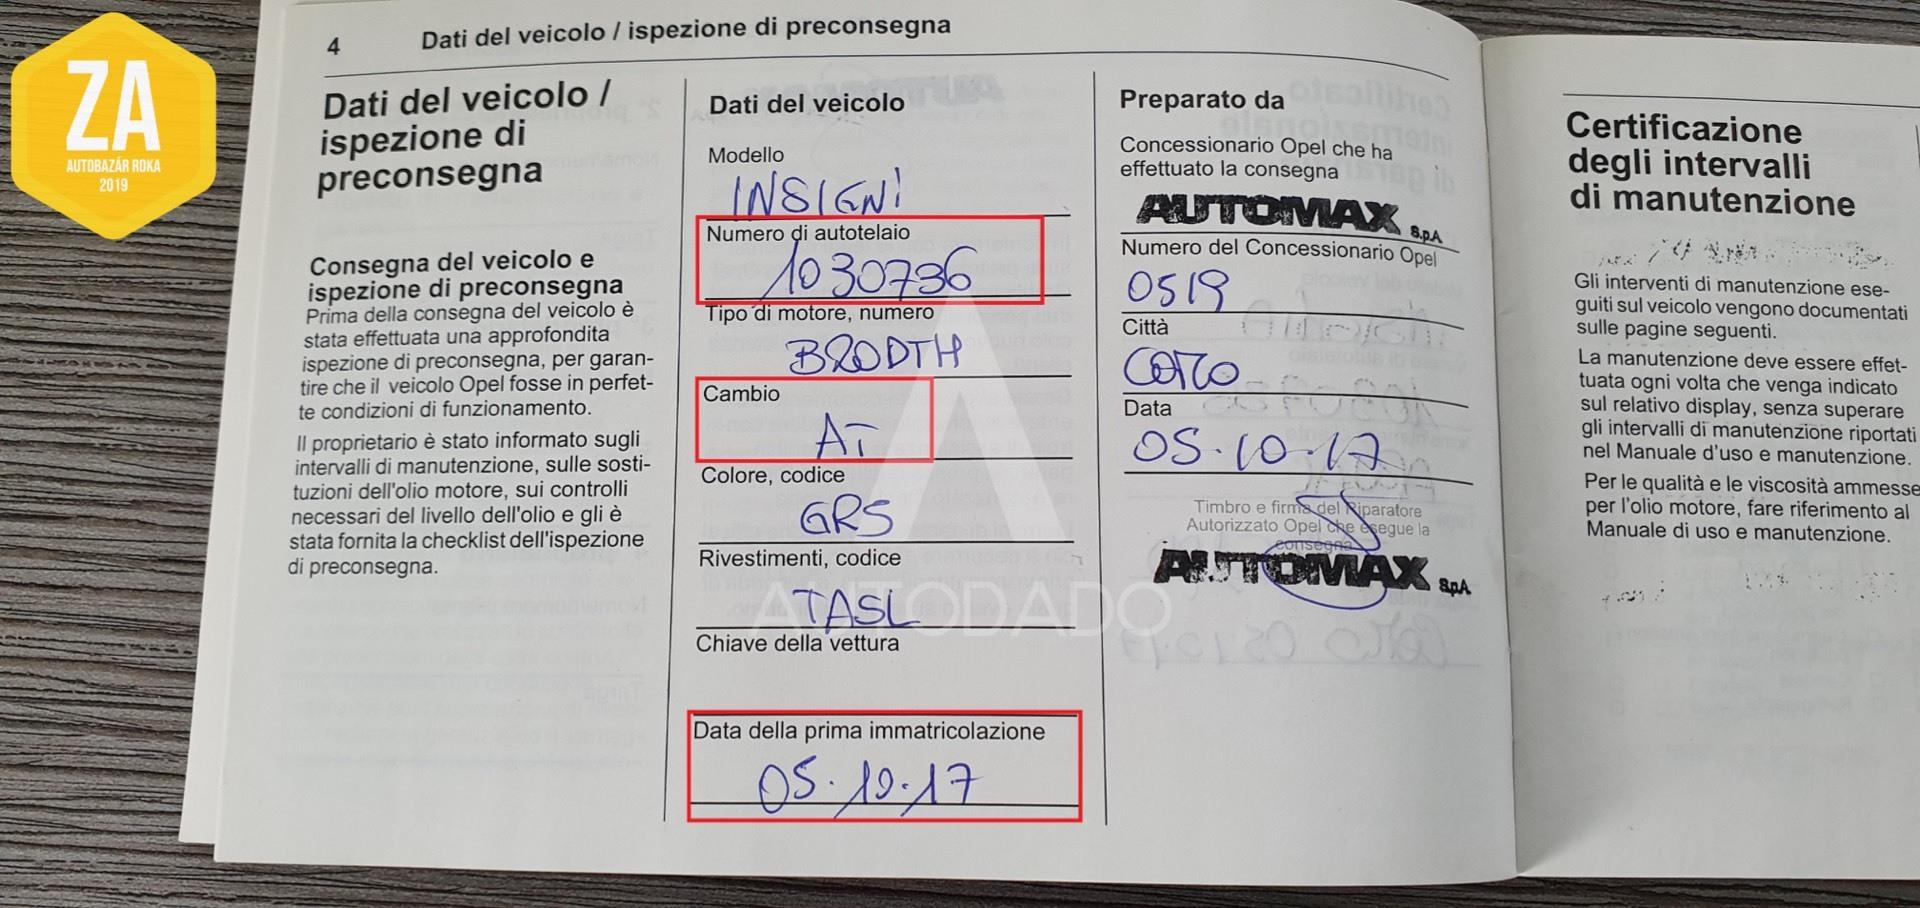 ZA
AUTOBAZÁR ROKA
2019
4
Dati del veicolo / ispezione di preconsegna
Dati del veicolo /
ispezione di
preconsegna
Consegna del veicolo e
ispezione di preconsegna
Prima della consegna del veicolo è
stata effettuata una approfondita
ispezione di preconsegna, per garan-
tire che il veicolo Opel fosse in perfet-
te condizioni di funzionamento.
Il proprietario è stato informato sugli
intervalli di manutenzione, sulle sosti-
tuzioni dell'olio motore, sui controlli
necessari del livello dell'olio e gli è
stata fornita la checklist dell'ispezione
di preconsegna.
Dati del veicolo
Modello
INSIGNI
Numero di autotelaio
1030736
Tipo di motore, numero
B20DTH
Cambio
AT
Colore, codice
GRS
Rivestimenti, codice
TASL
Chiave della vettura
Data della prima immatricolazione
05.10.17
AUTODADO
Preparato da
Concessionario Opel che ha
effettuato la consegna
AUTOMAX S.p.A
Numero del Concessionario Opel
0519
Città
Data
05.10.17
Timbro e firma del Riparatore
Autorizzato Opel che esegue la
consegna
AUTOMAX S.p.A
Certificazione
degli intervalli
di manutenzione
Gli interventi di manutenzione ese-
guiti sul veicolo vengono documentati
sulle pagine seguenti.
La manutenzione deve essere effet-
tuata ogni volta che venga indicato
sul relativo display, senza superare
gli intervalli di manutenzione riportati
nel Manuale d'uso e manutenzione.
Per le qualità e le viscosità ammesse
per l'olio motore, fare riferimento al
Manuale di uso e manutenzione.